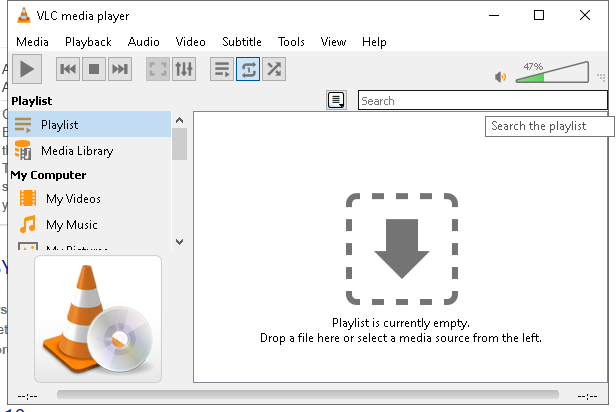 VLC media player
Media Playback Audio Video Subtitle Tools View Help
47%
Playlist
Search
Playlist
Search the playlist
Media Library
My Computer
My Videos
My Music
My Pictures
Playlist is currently empty.
Drop a file here or select a media source from the left.
--:-- --:--